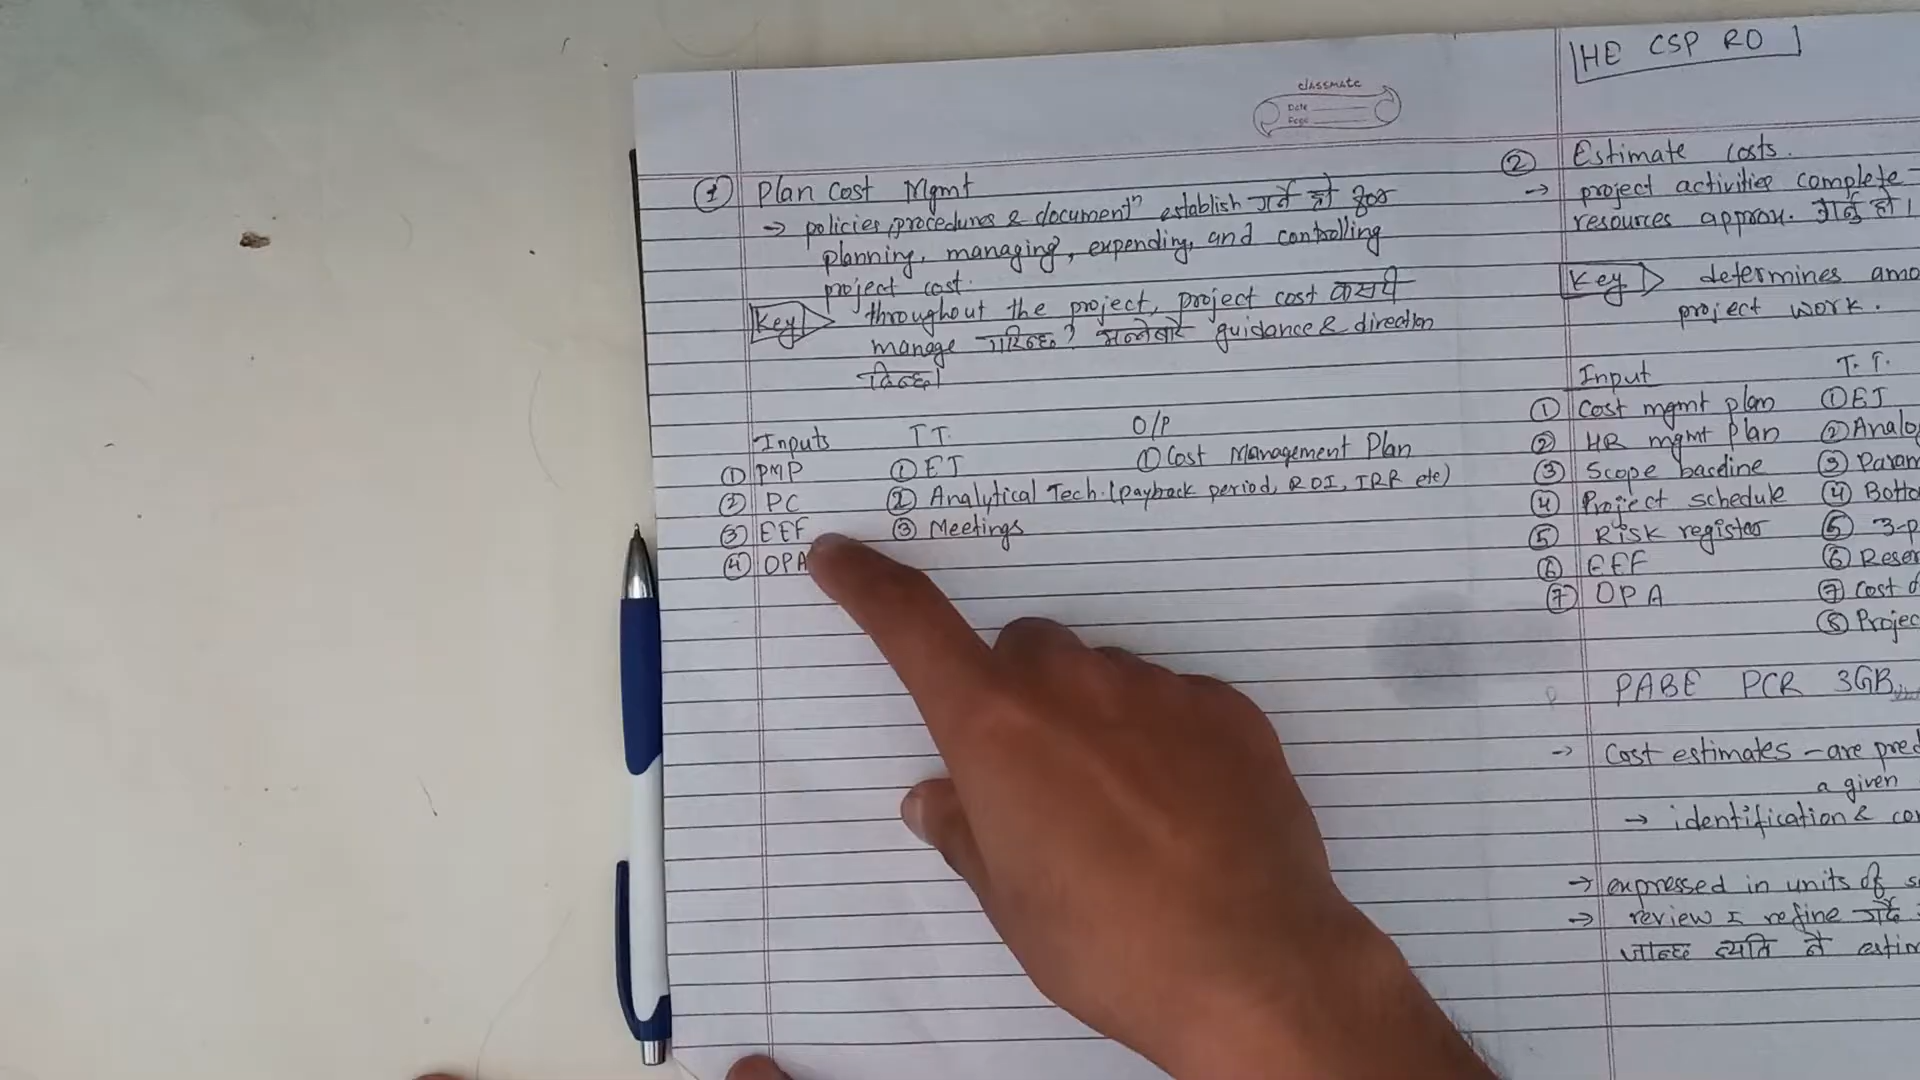 classmate
Date
Page
① Plan Cost Mgmt
→ policies, procedures & documentⁿ establish गर्ने हो for
planning, managing, expending, and controlling
project cost.
Key throughout the project, project cost कसरी
manage गरिन्छ? भन्नेबारे guidance & direction
दिन्छ।
Inputs TT. O/P
① PMP ① EJ ① Cost Management Plan
② PC ② Analytical Tech. (payback period, ROI, IRR etc)
③ EEF ③ Meetings
④ OPA
HE CSP RO
② Estimate costs.
→ project activities complete
resources approx. गर्नु हो।
Key determines amo
project work.
Input T.T.
① Cost mgmt plan ① EJ
② HR mgmt Plan ② Analo
③ Scope baseline ③ Param
④ Project schedule ④ Botto
⑤ Risk register ⑤ 3-p
⑥ EEF ⑥ Reser
⑦ OPA ⑦ Cost o
⑧ Projec
PABE PCR 3GB
→ Cost estimates - are pred
a given
→ identification & co
→ expressed in units of s
→ review & refine गर्दै
जान्छ त्यति नै estim